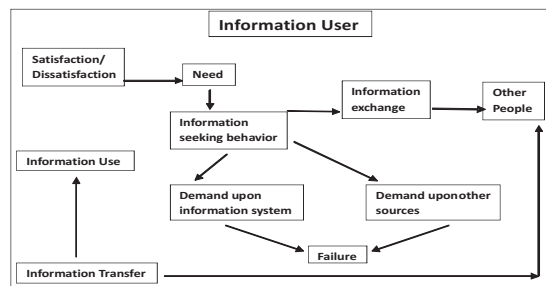 Information User
Satisfaction/
Dissatisfaction
Need
Information
exchange
Other
People
Information
seeking behavior
Information Use
Demand upon
information system
Demand uponother
sources
Failure
Information Transfer